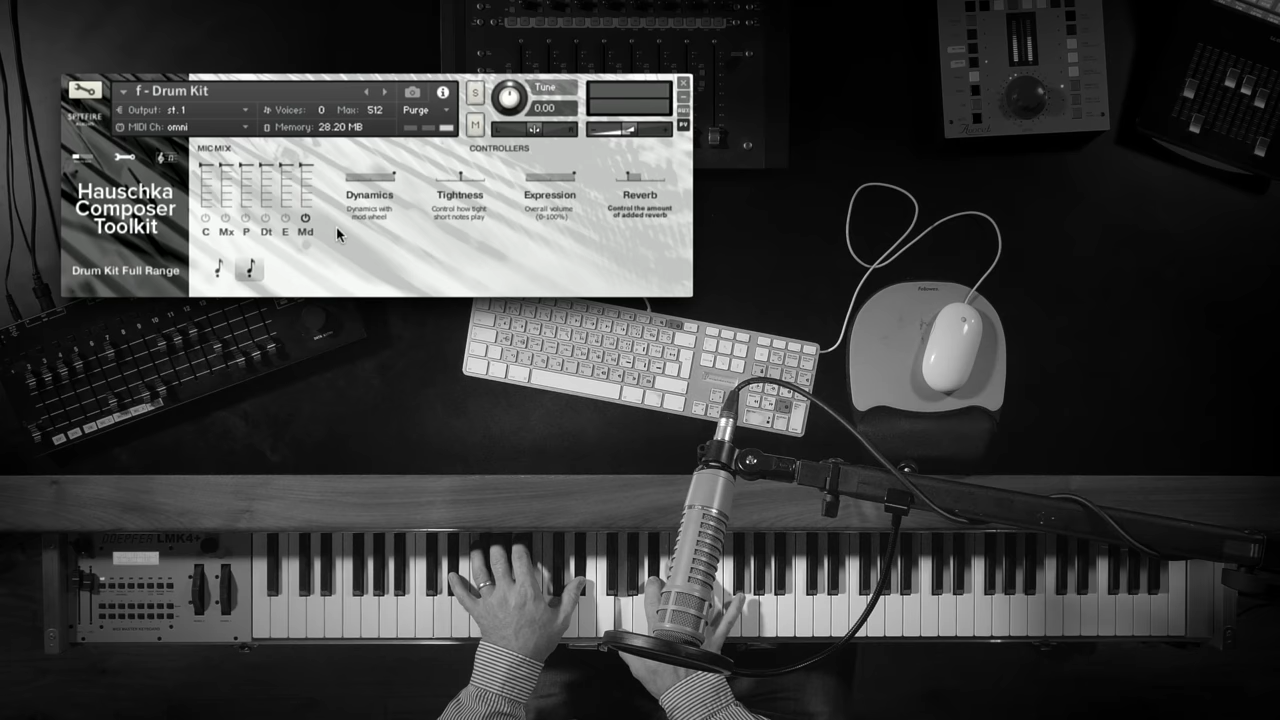 f - Drum Kit
S
Tune
0.00
Output: st. 1
Voices: 0 Max: 512
Purge
MIDI Ch: omni
Memory: 28.20 MB
M
AUX
PV
SPITFIRE
MIC MIX
CONTROLLERS
Hauschka
Composer
Toolkit
Dynamics
Dynamics with
mod wheel
Tightness
Control how tight
short notes play
Expression
Overall volume
(0-100%)
Reverb
Control the amount
of added reverb
C Mx P Dt E Md
Drum Kit Full Range
Fellowes
DOEPFER LMK4+